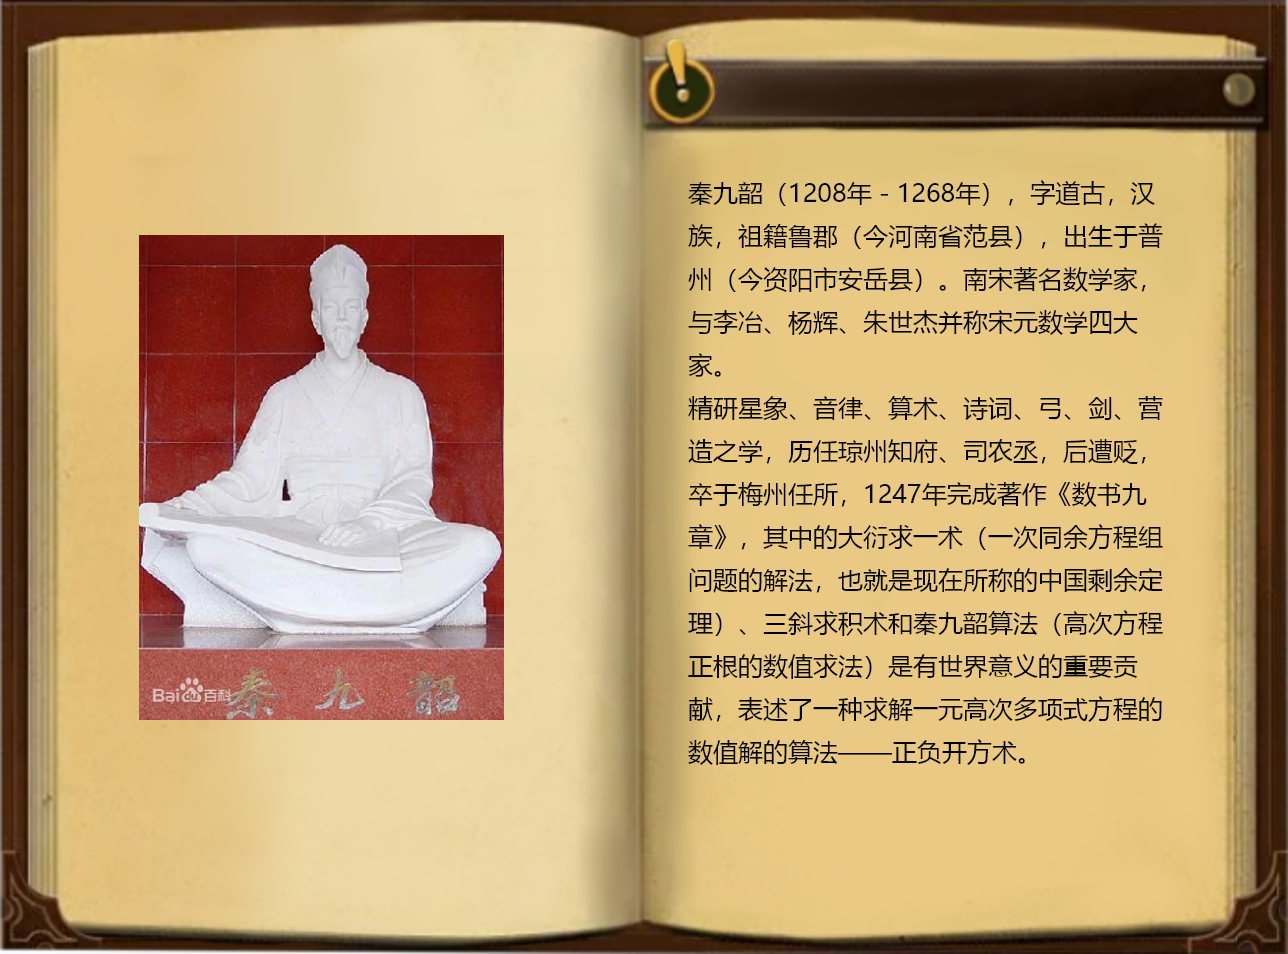 Bai百科
秦九韶
秦九韶（1208年－1268年），字道古，汉
族，祖籍鲁郡（今河南省范县），出生于普
州（今资阳市安岳县）。南宋著名数学家，
与李冶、杨辉、朱世杰并称宋元数学四大
家。
精研星象、音律、算术、诗词、弓、剑、营
造之学，历任琼州知府、司农丞，后遭贬，
卒于梅州任所，1247年完成著作《数书九
章》，其中的大衍求一术（一次同余方程组
问题的解法，也就是现在所称的中国剩余定
理）、三斜求积术和秦九韶算法（高次方程
正根的数值求法）是有世界意义的重要贡
献，表述了一种求解一元高次多项式方程的
数值解的算法——正负开方术。